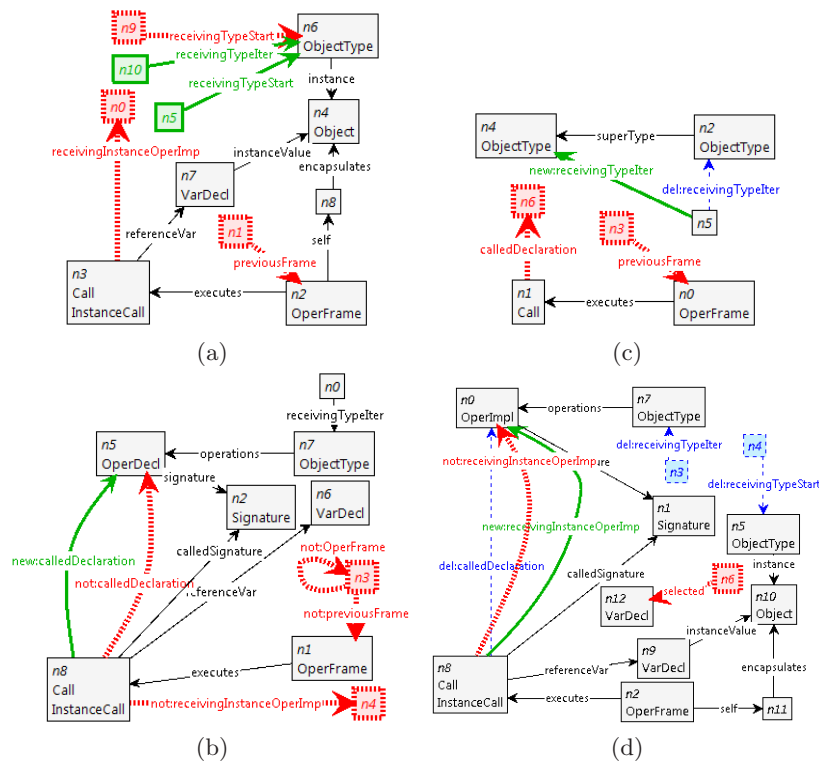 n9
receivingTypeStart
n6
ObjectType
receivingTypeIter
n10
receivingTypeStart
n5
instance
n0
n4
Object
receivingInstanceOperImp
instanceValue
encapsulates
n7
VarDecl
n8
n1
referenceVar
self
previousFrame
n3
Call
InstanceCall
executes
n2
OperFrame
(a)
n4
ObjectType
superType
n2
ObjectType
new:receivingTypeIter
del:receivingTypeIter
n6
n5
n3
calledDeclaration
previousFrame
n1
Call
executes
n0
OperFrame
(c)
n0
receivingTypeIter
n5
OperDecl
operations
n7
ObjectType
signature
n2
Signature
n6
VarDecl
calledSignature
not:OperFrame
new:calledDeclaration
not:calledDeclaration
referenceVar
n3
not:previousFrame
n1
OperFrame
executes
n8
Call
InstanceCall
not:receivingInstanceOperImp
n4
(b)
n0
OperImpl
operations
n7
ObjectType
del:receivingTypeIter
n4
not:receivingInstanceOperImp
ure
n3
del:receivingTypeStart
n1
Signature
new:receivingInstanceOperImp
n5
ObjectType
del:calledDeclaration
calledSignature
instance
n6
selected
n12
VarDecl
n10
Object
instanceValue
n9
VarDecl
n8
Call
InstanceCall
referenceVar
encapsulates
executes
n2
OperFrame
self
n11
(d)